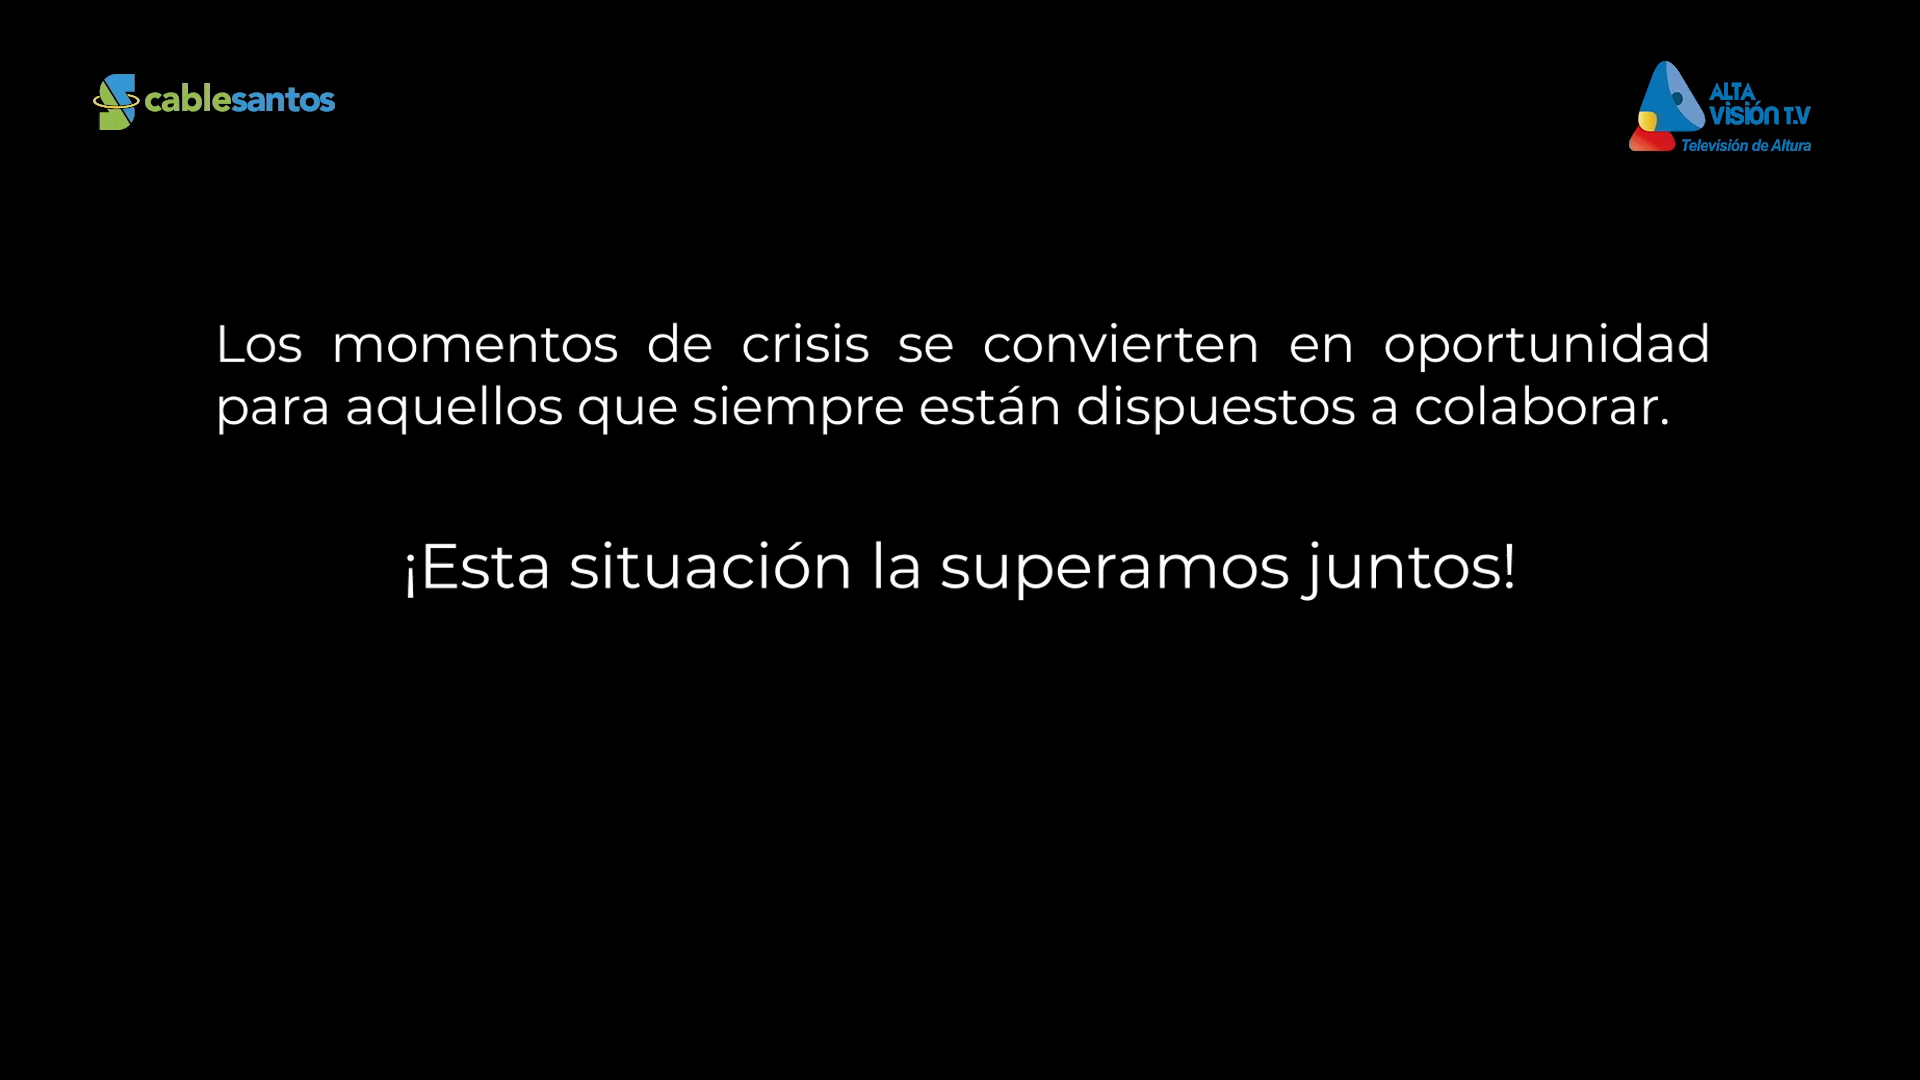 cablesantos
ALTA
VISIÓN T.V
Televisión de Altura
Los momentos de crisis se convierten en oportunidad
para aquellos que siempre están dispuestos a colaborar.
¡Esta situación la superamos juntos!